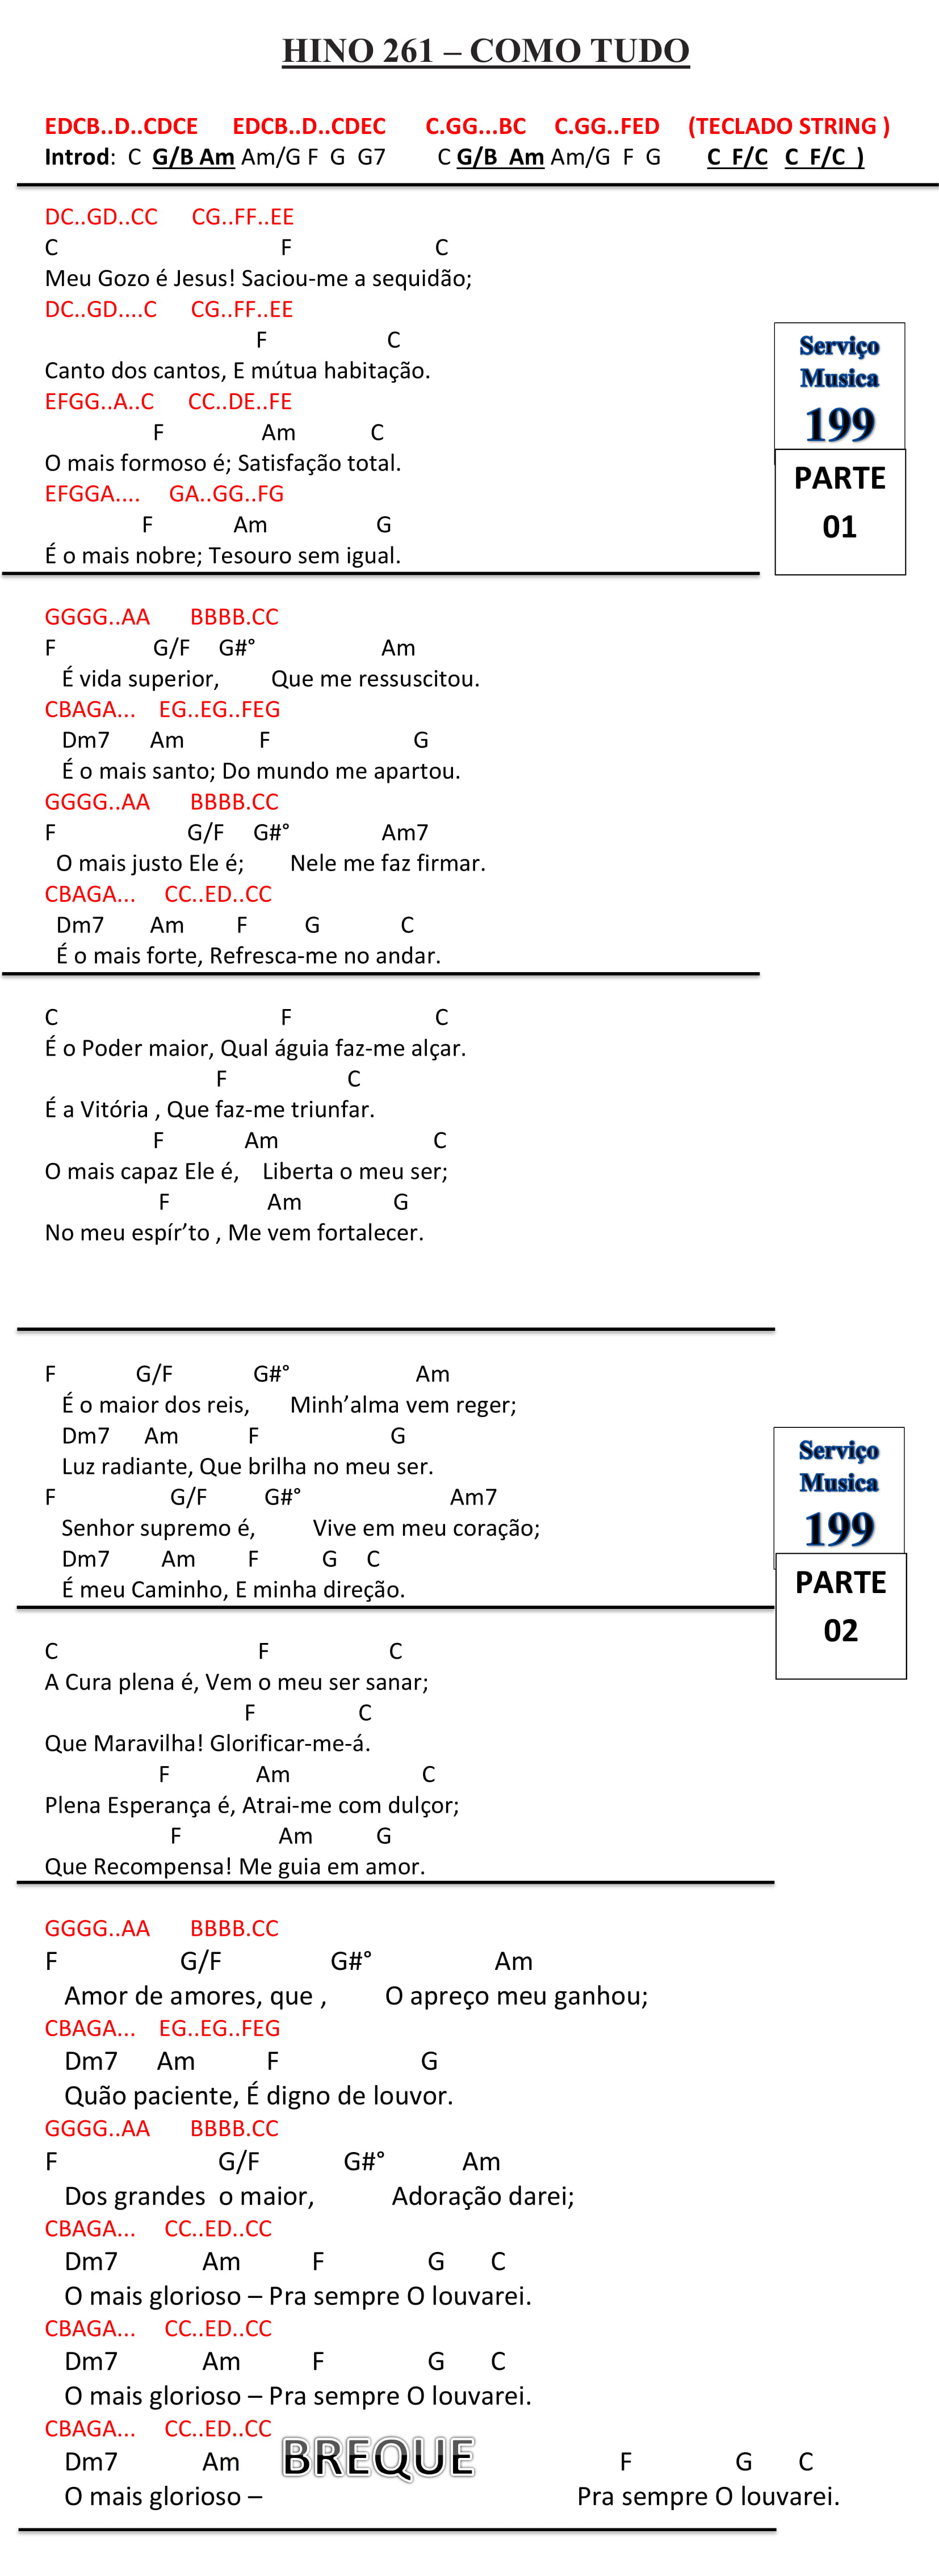 HINO 261 – COMO TUDO
EDCB..D..CDCE EDCB..D..CDEC C.GG...BC C.GG..FED (TECLADO STRING )
Introd: C G/B Am Am/G F G G7 C G/B Am Am/G F G C F/C C F/C )
DC..GD..CC CG..FF..EE
C F C
Meu Gozo é Jesus! Saciou-me a sequidão;
DC..GD....C CG..FF..EE
F C
Canto dos cantos, E mútua habitação.
EFGG..A..C CC..DE..FE
F Am C
O mais formoso é; Satisfação total.
EFGGA.... GA..GG..FG
F Am G
É o mais nobre; Tesouro sem igual.
Serviço
Musica
199
PARTE
01
GGGG..AA BBBB.CC
F G/F G#° Am
É vida superior, Que me ressuscitou.
CBAGA... EG..EG..FEG
Dm7 Am F G
É o mais santo; Do mundo me apartou.
GGGG..AA BBBB.CC
F G/F G#° Am7
O mais justo Ele é; Nele me faz firmar.
CBAGA... CC..ED..CC
Dm7 Am F G C
É o mais forte, Refresca-me no andar.
C F C
É o Poder maior, Qual águia faz-me alçar.
F C
É a Vitória , Que faz-me triunfar.
F Am C
O mais capaz Ele é, Liberta o meu ser;
F Am G
No meu espír’to , Me vem fortalecer.
F G/F G#° Am
É o maior dos reis, Minh’alma vem reger;
Dm7 Am F G
Luz radiante, Que brilha no meu ser.
F G/F G#° Am7
Senhor supremo é, Vive em meu coração;
Dm7 Am F G C
É meu Caminho, E minha direção.
Serviço
Musica
199
PARTE
02
C F C
A Cura plena é, Vem o meu ser sanar;
F C
Que Maravilha! Glorificar-me-á.
F Am C
Plena Esperança é, Atrai-me com dulçor;
F Am G
Que Recompensa! Me guia em amor.
GGGG..AA BBBB.CC
F G/F G#° Am
Amor de amores, que , O apreço meu ganhou;
CBAGA... EG..EG..FEG
Dm7 Am F G
Quão paciente, É digno de louvor.
GGGG..AA BBBB.CC
F G/F G#° Am
Dos grandes o maior, Adoração darei;
CBAGA... CC..ED..CC
Dm7 Am F G C
O mais glorioso – Pra sempre O louvarei.
CBAGA... CC..ED..CC
Dm7 Am F G C
O mais glorioso – Pra sempre O louvarei.
CBAGA... CC..ED..CC
Dm7 Am BREQUE F G C
O mais glorioso – Pra sempre O louvarei.